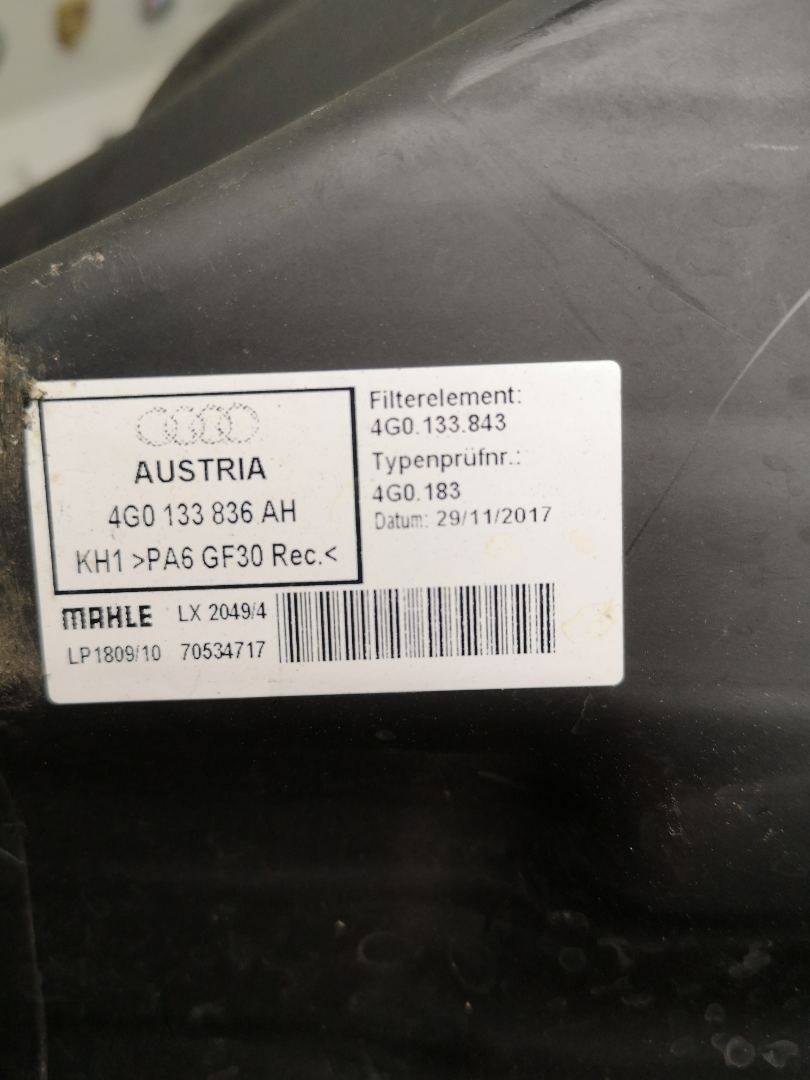 AUSTRIA
4G0 133 836 AH
KH1 >PA6 GF30 Rec.<
Filterelement:
4G0.133.843
Typenprüfnr.:
4G0.183
Datum: 29/11/2017
MAHLE LX 2049/4
LP1809/10 70534717